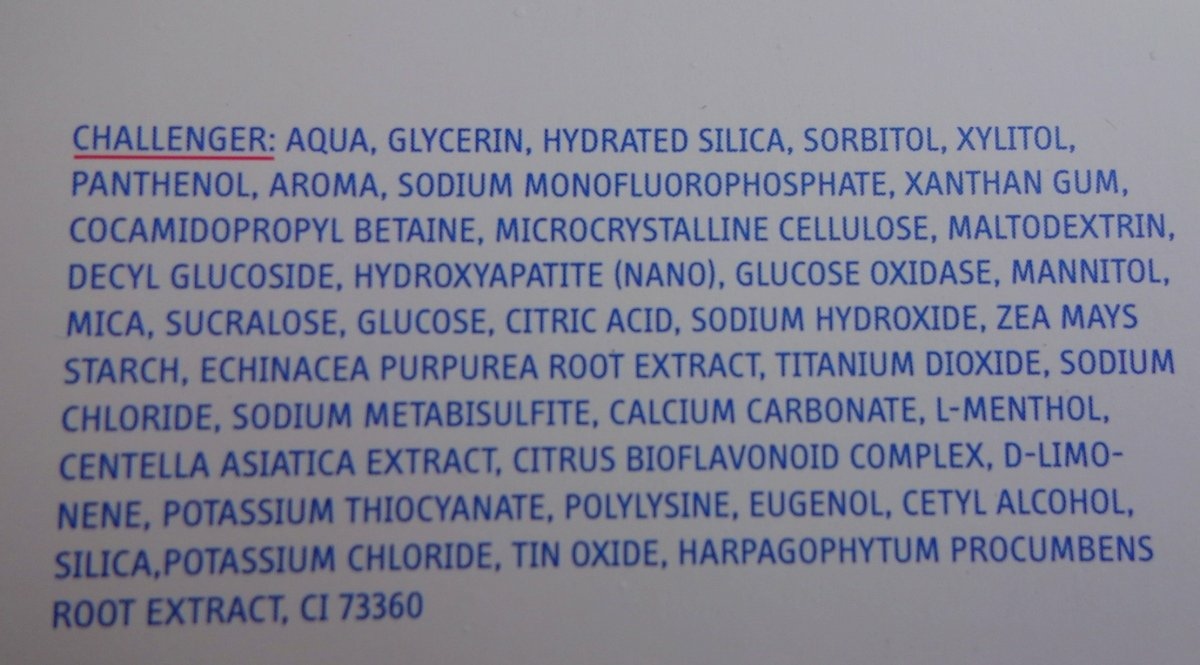 CHALLENGER: AQUA, GLYCERIN, HYDRATED SILICA, SORBITOL, XYLITOL,
PANTHENOL, AROMA, SODIUM MONOFLUOROPHOSPHATE, XANTHAN GUM,
COCAMIDOPROPYL BETAINE, MICROCRYSTALLINE CELLULOSE, MALTODEXTRIN,
DECYL GLUCOSIDE, HYDROXYAPATITE (NANO), GLUCOSE OXIDASE, MANNITOL,
MICA, SUCRALOSE, GLUCOSE, CITRIC ACID, SODIUM HYDROXIDE, ZEA MAYS
STARCH, ECHINACEA PURPUREA ROOT EXTRACT, TITANIUM DIOXIDE, SODIUM
CHLORIDE, SODIUM METABISULFITE, CALCIUM CARBONATE, L-MENTHOL,
CENTELLA ASIATICA EXTRACT, CITRUS BIOFLAVONOID COMPLEX, D-LIMO-
NENE, POTASSIUM THIOCYANATE, POLYLYSINE, EUGENOL, CETYL ALCOHOL,
SILICA,POTASSIUM CHLORIDE, TIN OXIDE, HARPAGOPHYTUM PROCUMBENS
ROOT EXTRACT, CI 73360